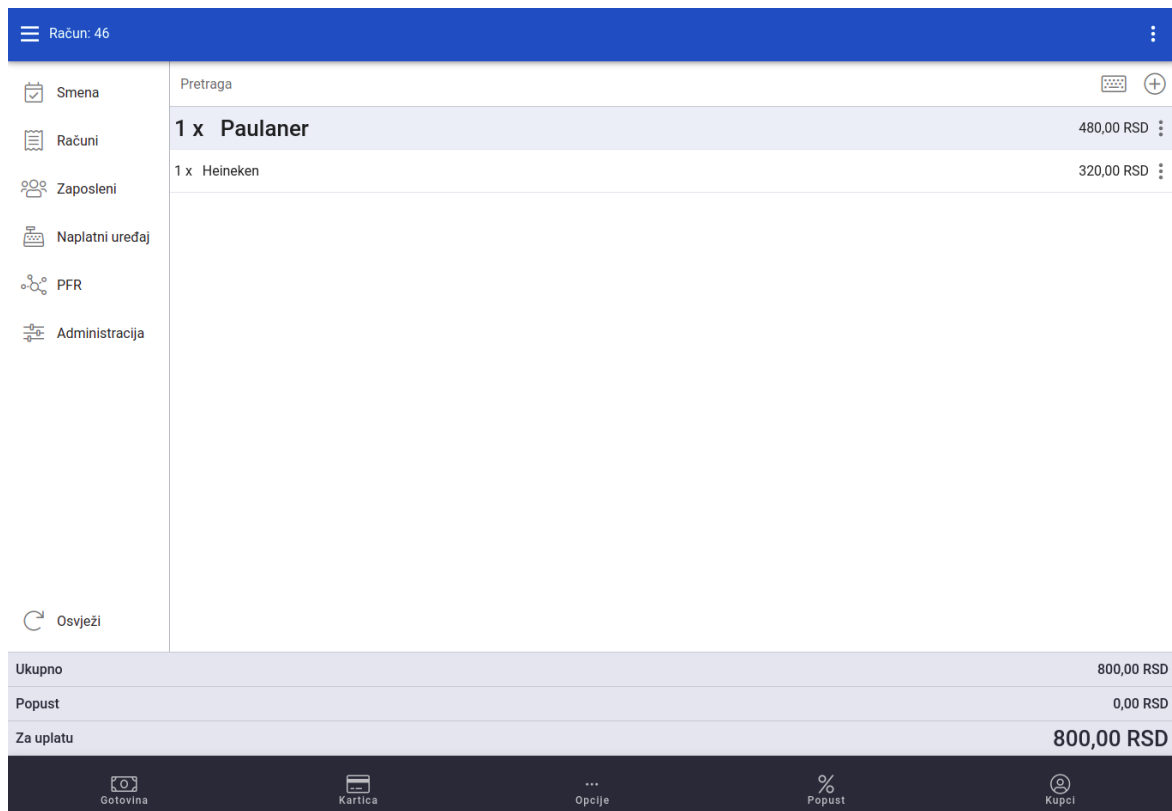 Račun: 46
Smena
Računi
Zaposleni
Naplatni uređaj
PFR
Administracija
Osvježi
Pretraga
1 x Paulaner 480,00 RSD
1 x Heineken 320,00 RSD
Ukupno 800,00 RSD
Popust 0,00 RSD
Za uplatu 800,00 RSD
Gotovina
Kartica
Opcije
Popust
Kupci